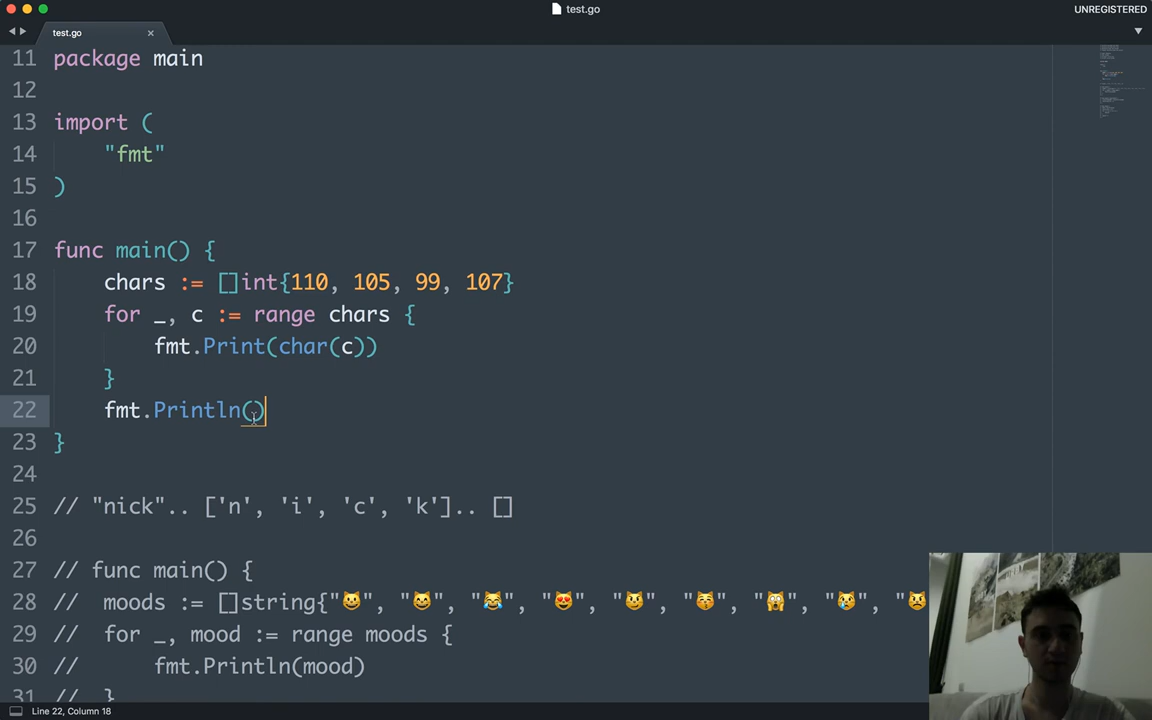 test.go
UNREGISTERED
test.go
11 package main
12
13 import (
14 "fmt"
15 )
16
17 func main() {
18 chars := []int{110, 105, 99, 107}
19 for _, c := range chars {
20 fmt.Print(char(c))
21 }
22 fmt.Println()
23 }
24
25 // "nick".. ['n', 'i', 'c', 'k'].. []
26
27 // func main() {
28 // moods := []string{"😺", "😸", "😹", "😻", "😼", "😽", "🙀", "😿", "😾
29 // for _, mood := range moods {
30 // fmt.Println(mood)
31 // }
Line 22, Column 18